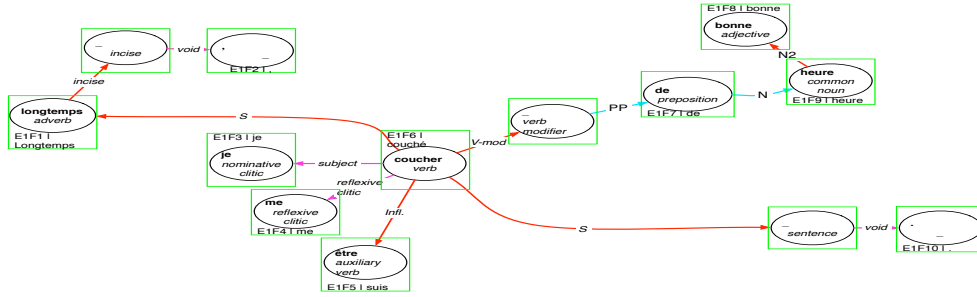 _
incise
void
.
_
E1F2 | ,
incise
longtemps
adverb
E1F1 |
Longtemps
S
E1F3 | je
je
nominative
clitic
subject
E1F6 |
couché
coucher
verb
reflexive
clitic
me
reflexive
clitic
E1F4 | me
Infl.
être
auxiliary
verb
E1F5 | suis
V-mod
_
verb
modifier
PP
de
preposition
E1F7 | de
N
heure
common
noun
E1F9 | heure
N2
E1F8 | bonne
bonne
adjective
S
_
sentence
void
.
_
E1F10 | .